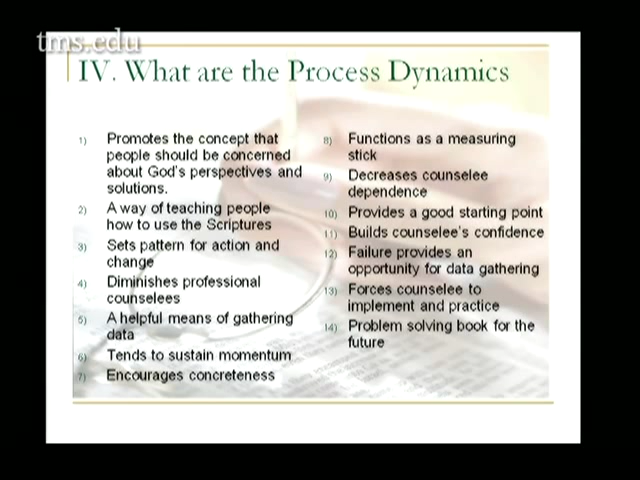 tms.edu
IV. What are the Process Dynamics
1) Promotes the concept that
people should be concerned
about God's perspectives and
solutions.
2) A way of teaching people
how to use the Scriptures
3) Sets pattern for action and
change
4) Diminishes professional
counselees
5) A helpful means of gathering
data
6) Tends to sustain momentum
7) Encourages concreteness
8) Functions as a measuring
stick
9) Decreases counselee
dependence
10) Provides a good starting point
11) Builds counselee's confidence
12) Failure provides an
opportunity for data gathering
13) Forces counselee to
implement and practice
14) Problem solving book for the
future